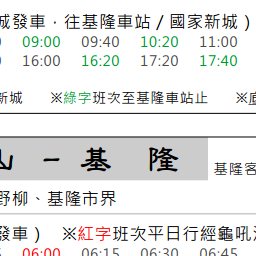 城發車，往基隆車站 / 國家新城)
09:00 09:40 10:20 11:00
16:00 16:20 17:20 17:40
新城 ※綠字班次至基隆車站止 ※
山 － 基 隆
基隆客
野柳、基隆市界
發車) ※紅字班次平日行經龜吼漁
06:00 06:15 06:30 06:45